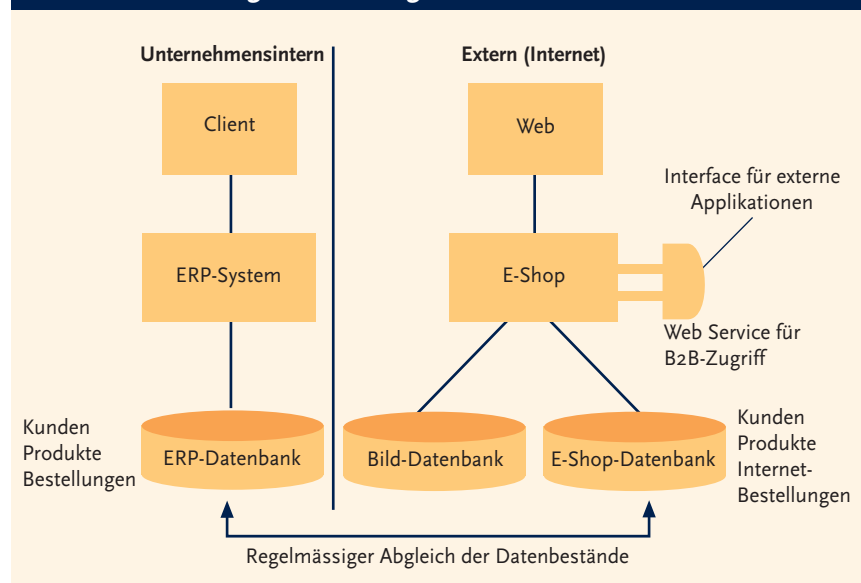 Unternehmensintern
Extern (Internet)
Client
Web
Interface für externe
Applikationen
ERP-System
E-Shop
Web Service für
B2B-Zugriff
Kunden
Produkte
Bestellungen
ERP-Datenbank
Bild-Datenbank
E-Shop-Datenbank
Kunden
Produkte
Internet-
Bestellungen
Regelmässiger Abgleich der Datenbestände